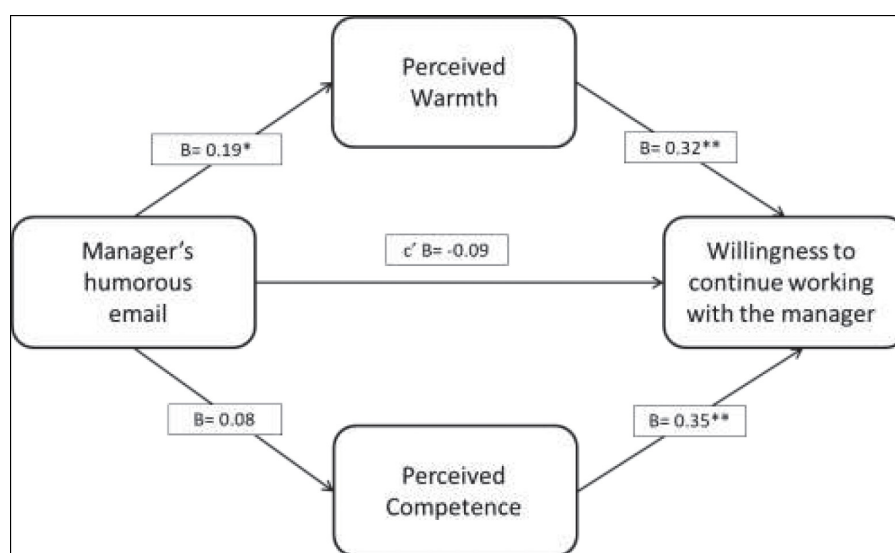 Perceived
Warmth
B= 0.19*
B= 0.32**
Manager’s
humorous
email
c′ B= -0.09
Willingness to
continue working
with the manager
B= 0.08
B= 0.35**
Perceived
Competence